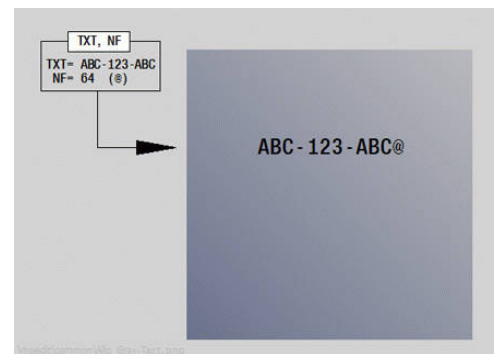 TXT, NF
TXT= ABC-123-ABC
NF= 64 (@)
ABC-123-ABC@